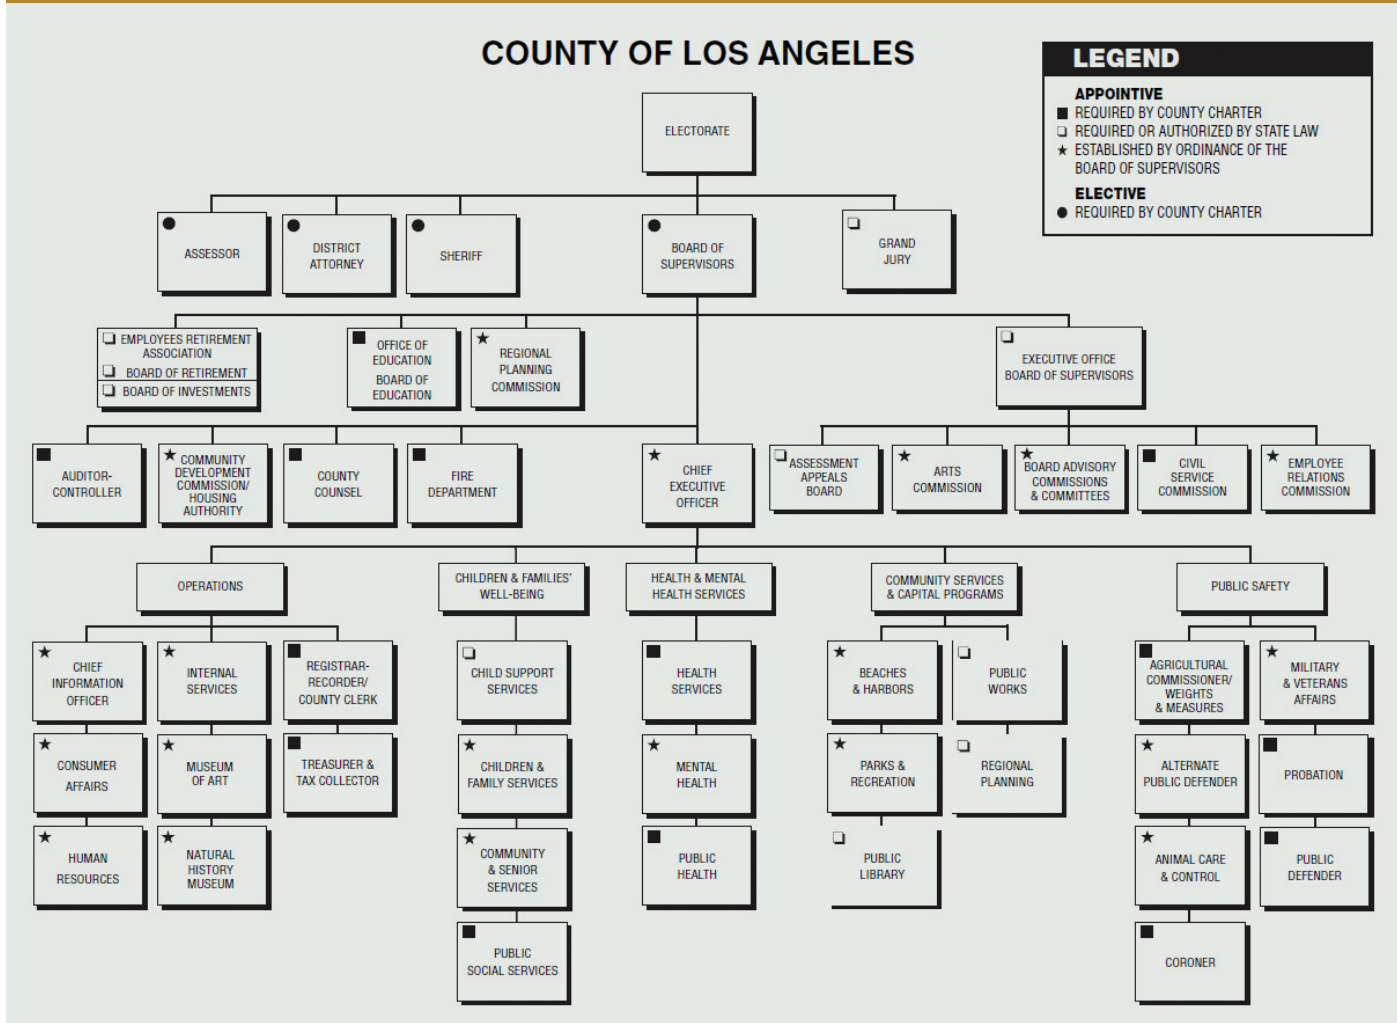 COUNTY OF LOS ANGELES
LEGEND
APPOINTIVE
REQUIRED BY COUNTY CHARTER
REQUIRED OR AUTHORIZED BY STATE LAW
ESTABLISHED BY ORDINANCE OF THE
BOARD OF SUPERVISORS
ELECTIVE
REQUIRED BY COUNTY CHARTER
ELECTORATE
ASSESSOR
DISTRICT
ATTORNEY
SHERIFF
BOARD OF
SUPERVISORS
GRAND
JURY
EMPLOYEES RETIREMENT
ASSOCIATION
BOARD OF RETIREMENT
BOARD OF INVESTMENTS
OFFICE OF
EDUCATION
BOARD OF
EDUCATION
REGIONAL
PLANNING
COMMISSION
EXECUTIVE OFFICE
BOARD OF SUPERVISORS
AUDITOR-
CONTROLLER
COMMUNITY
DEVELOPMENT
COMMISSION/
HOUSING
AUTHORITY
COUNTY
COUNSEL
FIRE
DEPARTMENT
CHIEF
EXECUTIVE
OFFICER
ASSESSMENT
APPEALS
BOARD
ARTS
COMMISSION
BOARD ADVISORY
COMMISSIONS
& COMMITTEES
CIVIL
SERVICE
COMMISSION
EMPLOYEE
RELATIONS
COMMISSION
OPERATIONS
CHILDREN & FAMILIES'
WELL-BEING
HEALTH & MENTAL
HEALTH SERVICES
COMMUNITY SERVICES
& CAPITAL PROGRAMS
PUBLIC SAFETY
CHIEF
INFORMATION
OFFICER
INTERNAL
SERVICES
REGISTRAR-
RECORDER/
COUNTY CLERK
CHILD SUPPORT
SERVICES
HEALTH
SERVICES
BEACHES
& HARBORS
PUBLIC
WORKS
AGRICULTURAL
COMMISSIONER/
WEIGHTS
& MEASURES
MILITARY
& VETERANS
AFFAIRS
CONSUMER
AFFAIRS
MUSEUM
OF ART
TREASURER &
TAX COLLECTOR
CHILDREN &
FAMILY SERVICES
MENTAL
HEALTH
PARKS &
RECREATION
REGIONAL
PLANNING
ALTERNATE
PUBLIC DEFENDER
PROBATION
HUMAN
RESOURCES
NATURAL
HISTORY
MUSEUM
COMMUNITY
& SENIOR
SERVICES
PUBLIC
HEALTH
PUBLIC
LIBRARY
ANIMAL CARE
& CONTROL
PUBLIC
DEFENDER
PUBLIC
SOCIAL SERVICES
CORONER